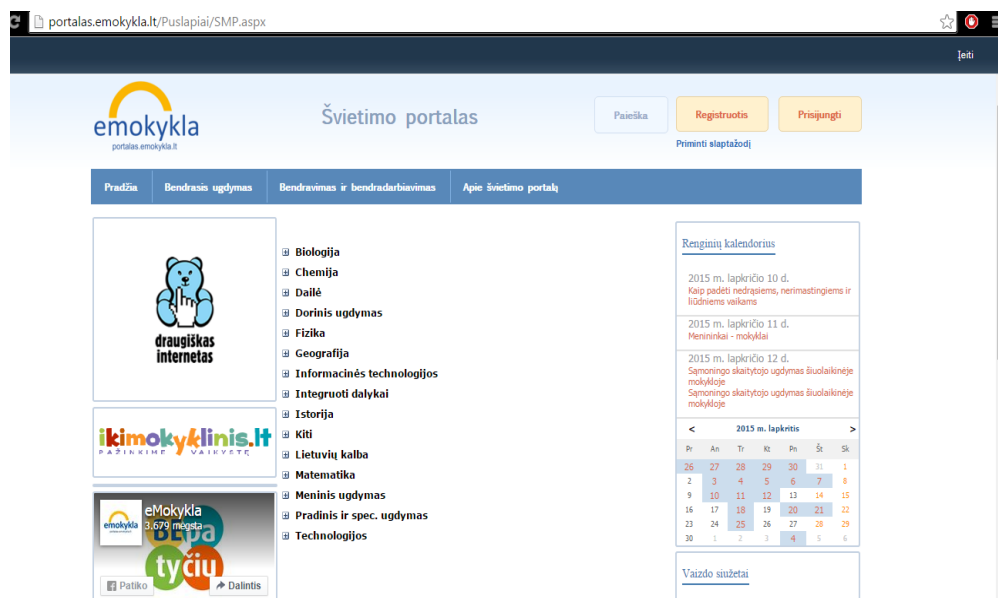 portalas.emokykla.lt/Puslapiai/SMP.aspx
Įeiti
emokykla
portalas.emokykla.lt
Švietimo portalas
Paieška
Registruotis
Prisijungti
Priminti slaptažodį
Pradžia
Bendrasis ugdymas
Bendravimas ir bendradarbiavimas
Apie švietimo portalą
draugiškas
internetas
ikimokyklinis.lt
PAŽINKIME VAIKYSTĘ
emokykla
eMokykla
3.679 mėgsta
BEpa
tyčių
Patiko
Dalintis
Biologija
Chemija
Dailė
Dorinis ugdymas
Fizika
Geografija
Informacinės technologijos
Integruoti dalykai
Istorija
Kiti
Lietuvių kalba
Matematika
Meninis ugdymas
Pradinis ir spec. ugdymas
Technologijos
Renginių kalendorius
2015 m. lapkričio 10 d.
Kaip padėti nedrąsiems, nerimastingiems ir
liūdniems vaikams
2015 m. lapkričio 11 d.
Menininkai - mokyklai
2015 m. lapkričio 12 d.
Sąmoningo skaitytojo ugdymas šiuolaikinėje
mokykloje
Sąmoningo skaitytojo ugdymas šiuolaikinėje
mokykloje
< 2015 m. lapkritis >
Pr An Tr Kt Pn Št Sk
26 27 28 29 30 31 1
2 3 4 5 6 7 8
9 10 11 12 13 14 15
16 17 18 19 20 21 22
23 24 25 26 27 28 29
30 1 2 3 4 5 6
Vaizdo siužetai